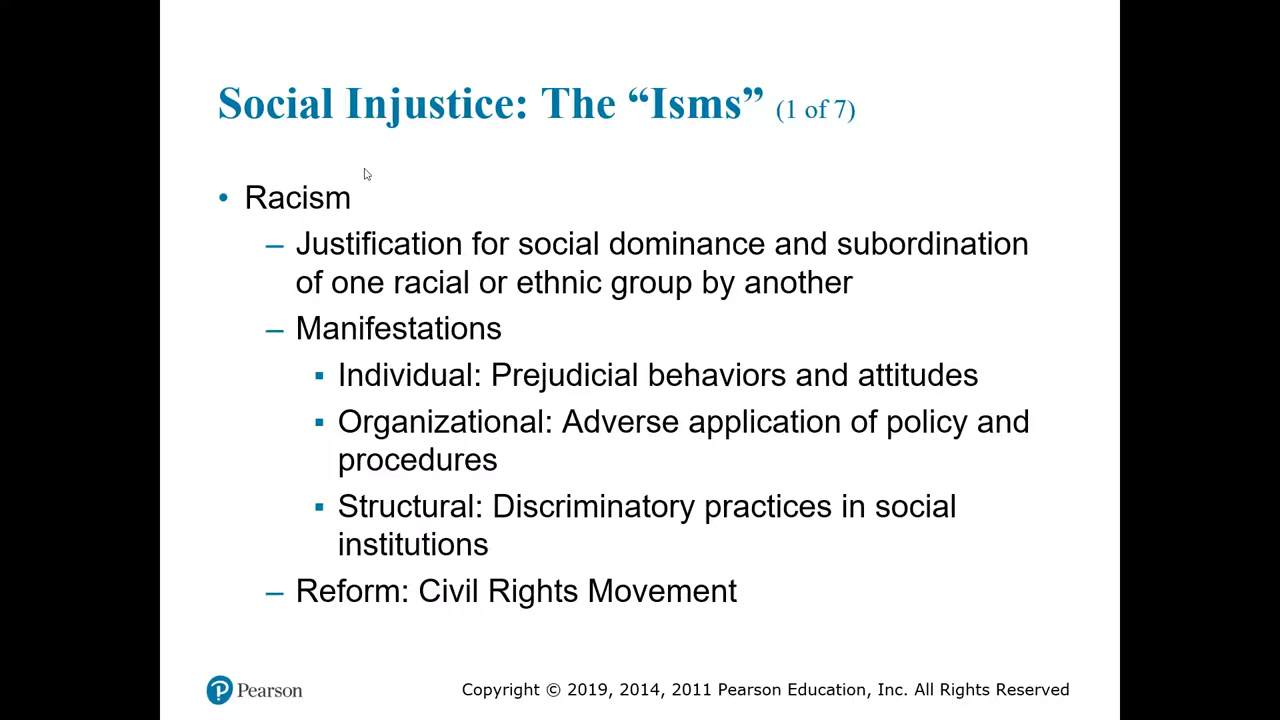 Social Injustice: The “Isms” (1 of 7)
• Racism
– Justification for social dominance and subordination
of one racial or ethnic group by another
– Manifestations
▪ Individual: Prejudicial behaviors and attitudes
▪ Organizational: Adverse application of policy and
procedures
▪ Structural: Discriminatory practices in social
institutions
– Reform: Civil Rights Movement
P Pearson
Copyright © 2019, 2014, 2011 Pearson Education, Inc. All Rights Reserved